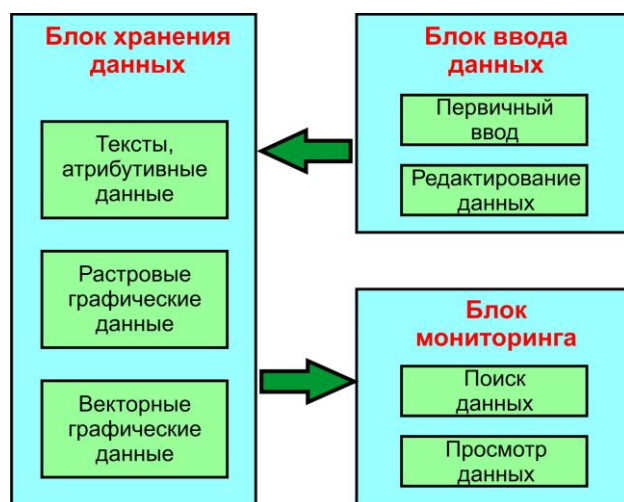 Блок хранения
данных
Тексты,
атрибутивные
данные
Растровые
графические
данные
Векторные
графические
данные
Блок ввода
данных
Первичный
ввод
Редактирование
данных
Блок
мониторинга
Поиск
данных
Просмотр
данных